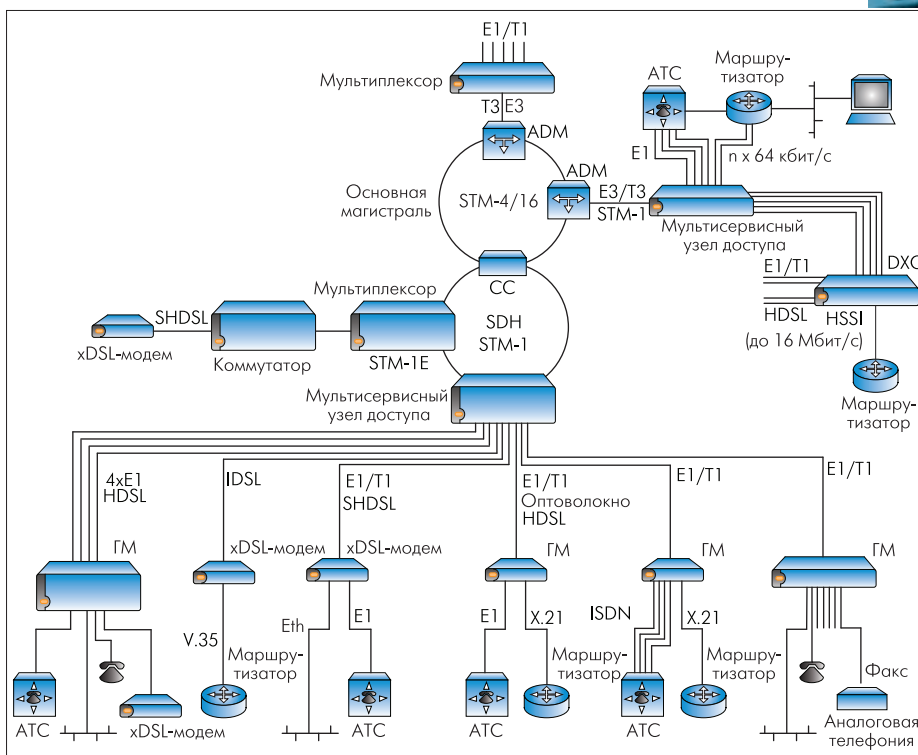 E1/T1
Мультиплексор
T3 E3
ADM
Основная
магистраль
STM-4/16
ADM
E3/T3
STM-1
АТС
Маршру-
тизатор
E1
n x 64 кбит/с
Мультисервисный
узел доступа
DXC
E1/T1
HDSL
HSSI
(до 16 Мбит/с)
Маршру-
тизатор
CC
Мультиплексор
SDH
STM-1
SHDSL
xDSL-модем
Коммутатор
STM-1E
Мультисервисный
узел доступа
4xE1
HDSL
IDSL
E1/T1
SHDSL
E1/T1
Оптоволокно
HDSL
E1/T1
E1/T1
ГМ
xDSL-модем
xDSL-модем
ГМ
ГМ
ГМ
V.35
Eth
E1
E1
X.21
ISDN
X.21
Маршру-
тизатор
Маршру-
тизатор
Маршру-
тизатор
Факс
АТС
xDSL-модем
АТС
АТС
АТС
Аналоговая
телефония